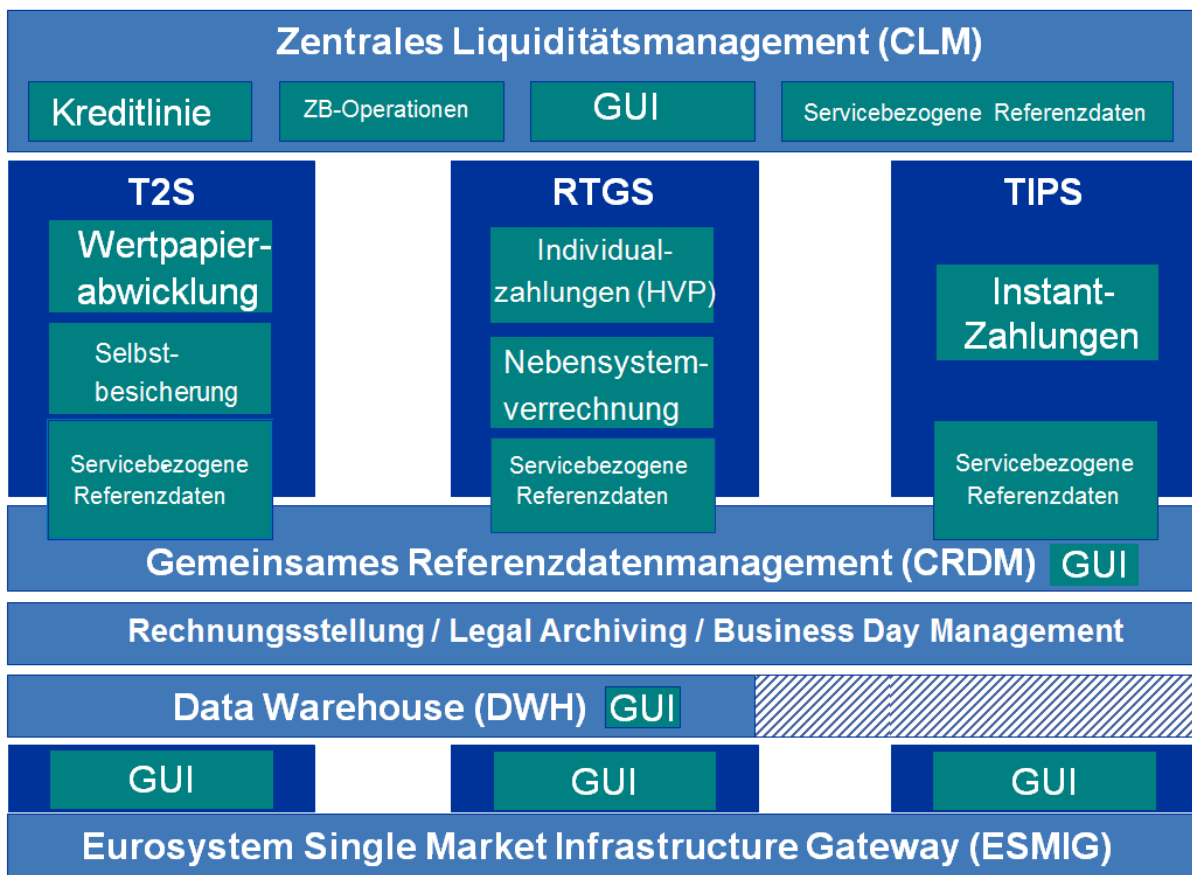 Zentrales Liquiditätsmanagement (CLM)
Kreditlinie
ZB-Operationen
GUI
Servicebezogene Referenzdaten
T2S
Wertpapier-
abwicklung
Selbst-
besicherung
Servicebezogene
Referenzdaten
RTGS
Individual-
zahlungen (HVP)
Nebensystem-
verrechnung
Servicebezogene
Referenzdaten
TIPS
Instant-
Zahlungen
Servicebezogene
Referenzdaten
Gemeinsames Referenzdatenmanagement (CRDM) GUI
Rechnungsstellung / Legal Archiving / Business Day Management
Data Warehouse (DWH) GUI
GUI
GUI
GUI
Eurosystem Single Market Infrastructure Gateway (ESMIG)